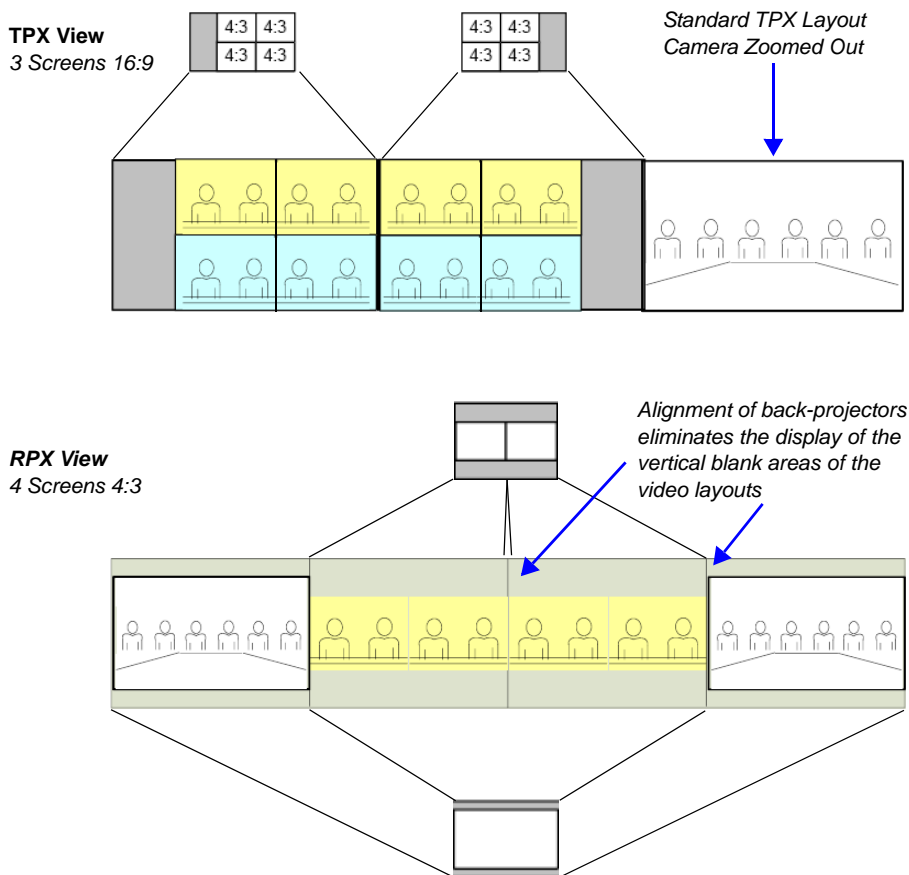 TPX View
3 Screens 16:9
4:3 4:3
4:3 4:3
4:3 4:3
4:3 4:3
Standard TPX Layout
Camera Zoomed Out
RPX View
4 Screens 4:3
Alignment of back-projectors
eliminates the display of the
vertical blank areas of the
video layouts